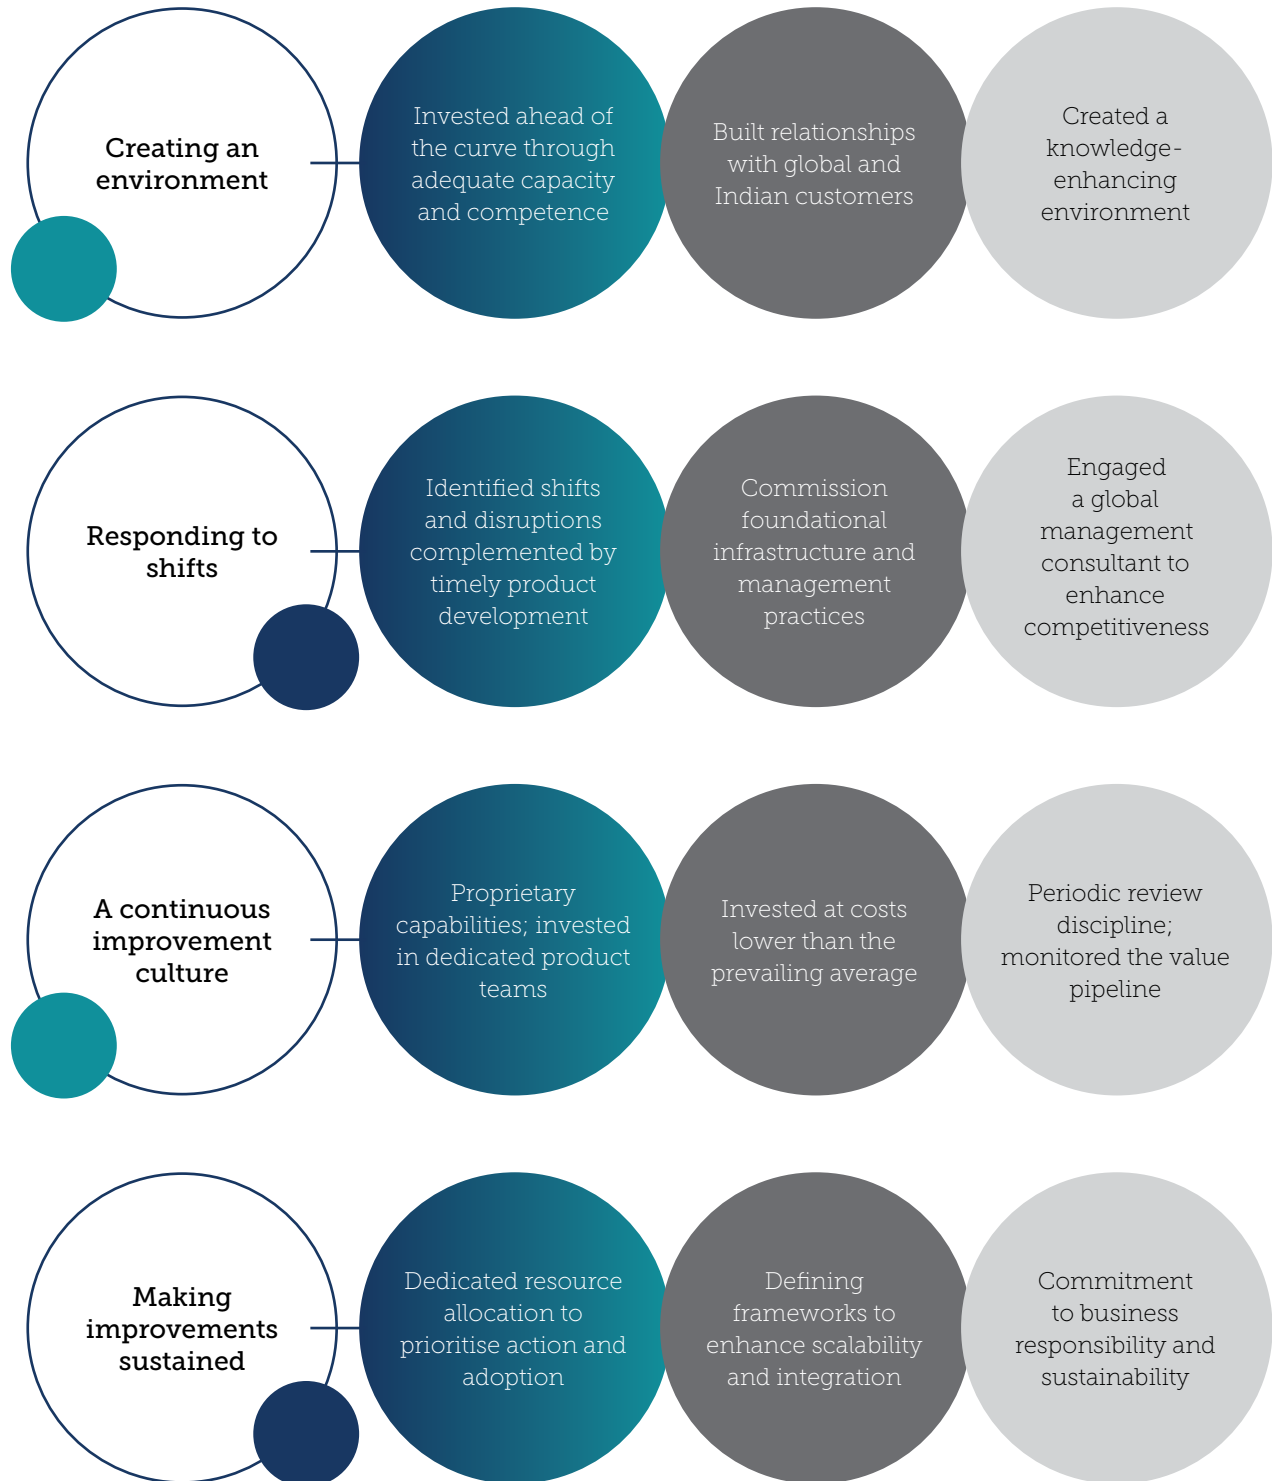 Creating an
environment
Invested ahead of
the curve through
adequate capacity
and competence
Built relationships
with global and
Indian customers
Created a
knowledge-
enhancing
environment
Responding to
shifts
Identified shifts
and disruptions
complemented by
timely product
development
Commission
foundational
infrastructure and
management
practices
Engaged
a global
management
consultant to
enhance
competitiveness
A continuous
improvement
culture
Proprietary
capabilities; invested
in dedicated product
teams
Invested at costs
lower than the
prevailing average
Periodic review
discipline;
monitored the value
pipeline
Making
improvements
sustained
Dedicated resource
allocation to
prioritise action and
adoption
Defining
frameworks to
enhance scalability
and integration
Commitment
to business
responsibility and
sustainability